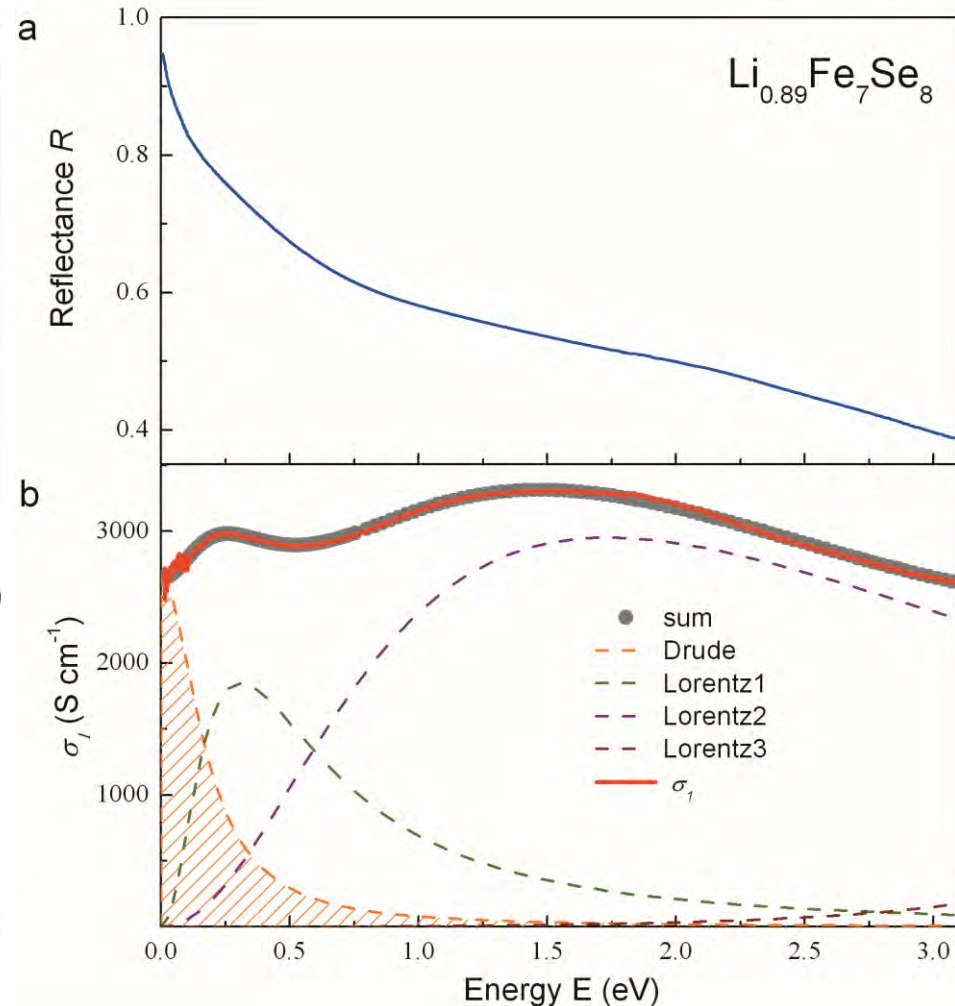 a
Li0.89Fe7Se8
1.0
0.8
0.6
0.4
Reflectance R
b
3000
2000
1000
σ1 (S cm-1)
sum
Drude
Lorentz1
Lorentz2
Lorentz3
σ1
0.0 0.5 1.0 1.5 2.0 2.5 3.0
Energy E (eV)